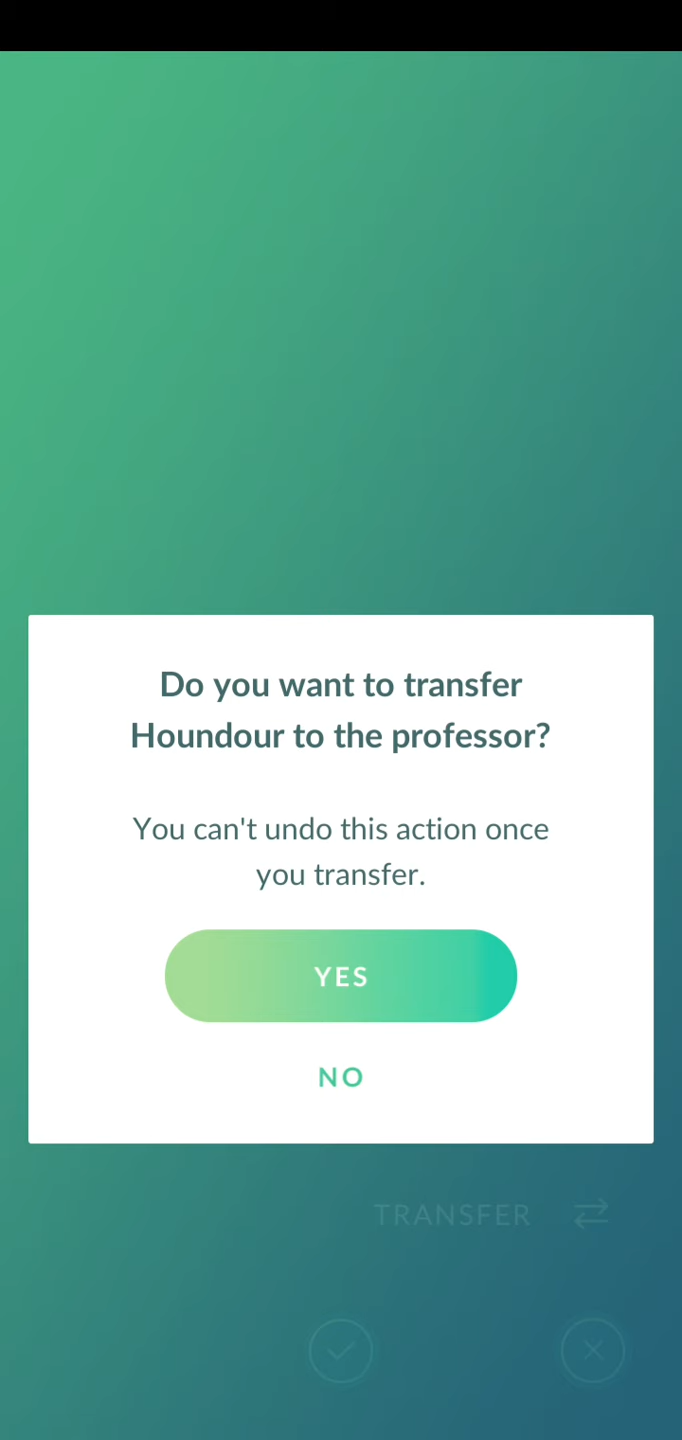 Do you want to transfer
Houndour to the professor?
You can't undo this action once
you transfer.
YES
NO
TRANSFER